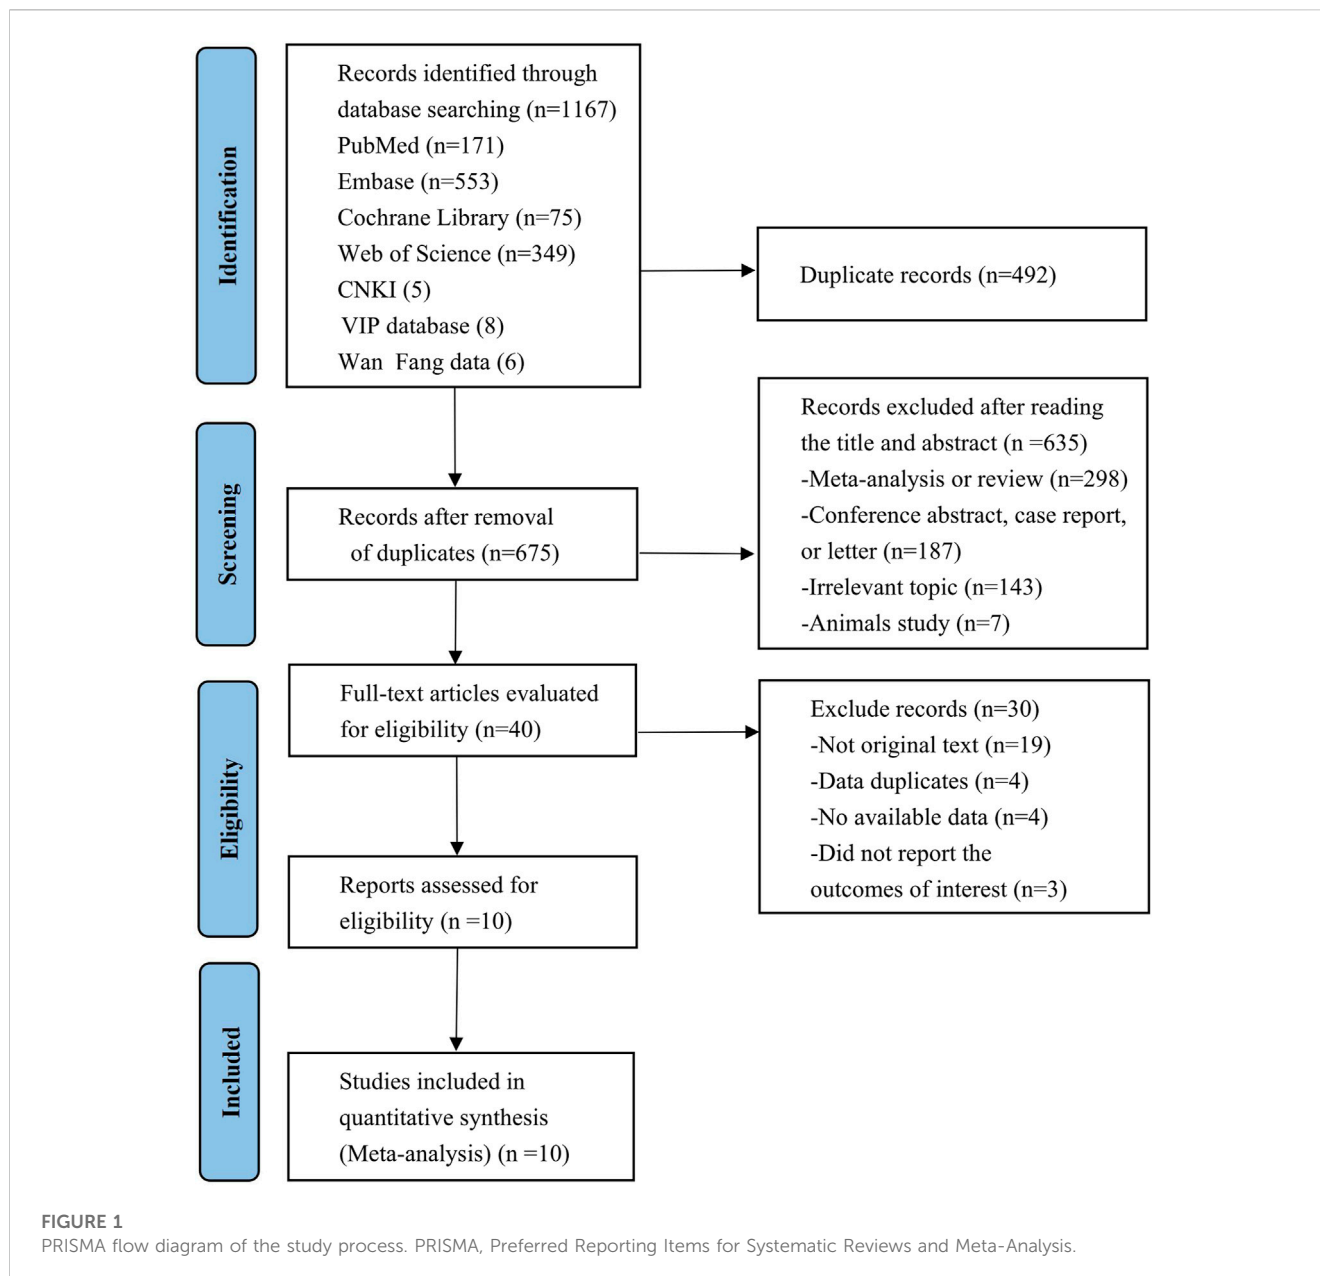 Identification
Records identified through
database searching (n=1167)
PubMed (n=171)
Embase (n=553)
Cochrane Library (n=75)
Web of Science (n=349)
CNKI (5)
VIP database (8)
Wan Fang data (6)
Duplicate records (n=492)
Screening
Records after removal
of duplicates (n=675)
Records excluded after reading
the title and abstract (n =635)
-Meta-analysis or review (n=298)
-Conference abstract, case report,
or letter (n=187)
-Irrelevant topic (n=143)
-Animals study (n=7)
Eligibility
Full-text articles evaluated
for eligibility (n=40)
Exclude records (n=30)
-Not original text (n=19)
-Data duplicates (n=4)
-No available data (n=4)
-Did not report the
outcomes of interest (n=3)
Reports assessed for
eligibility (n =10)
Included
Studies included in
quantitative synthesis
(Meta-analysis) (n =10)
FIGURE 1
PRISMA flow diagram of the study process. PRISMA, Preferred Reporting Items for Systematic Reviews and Meta-Analysis.